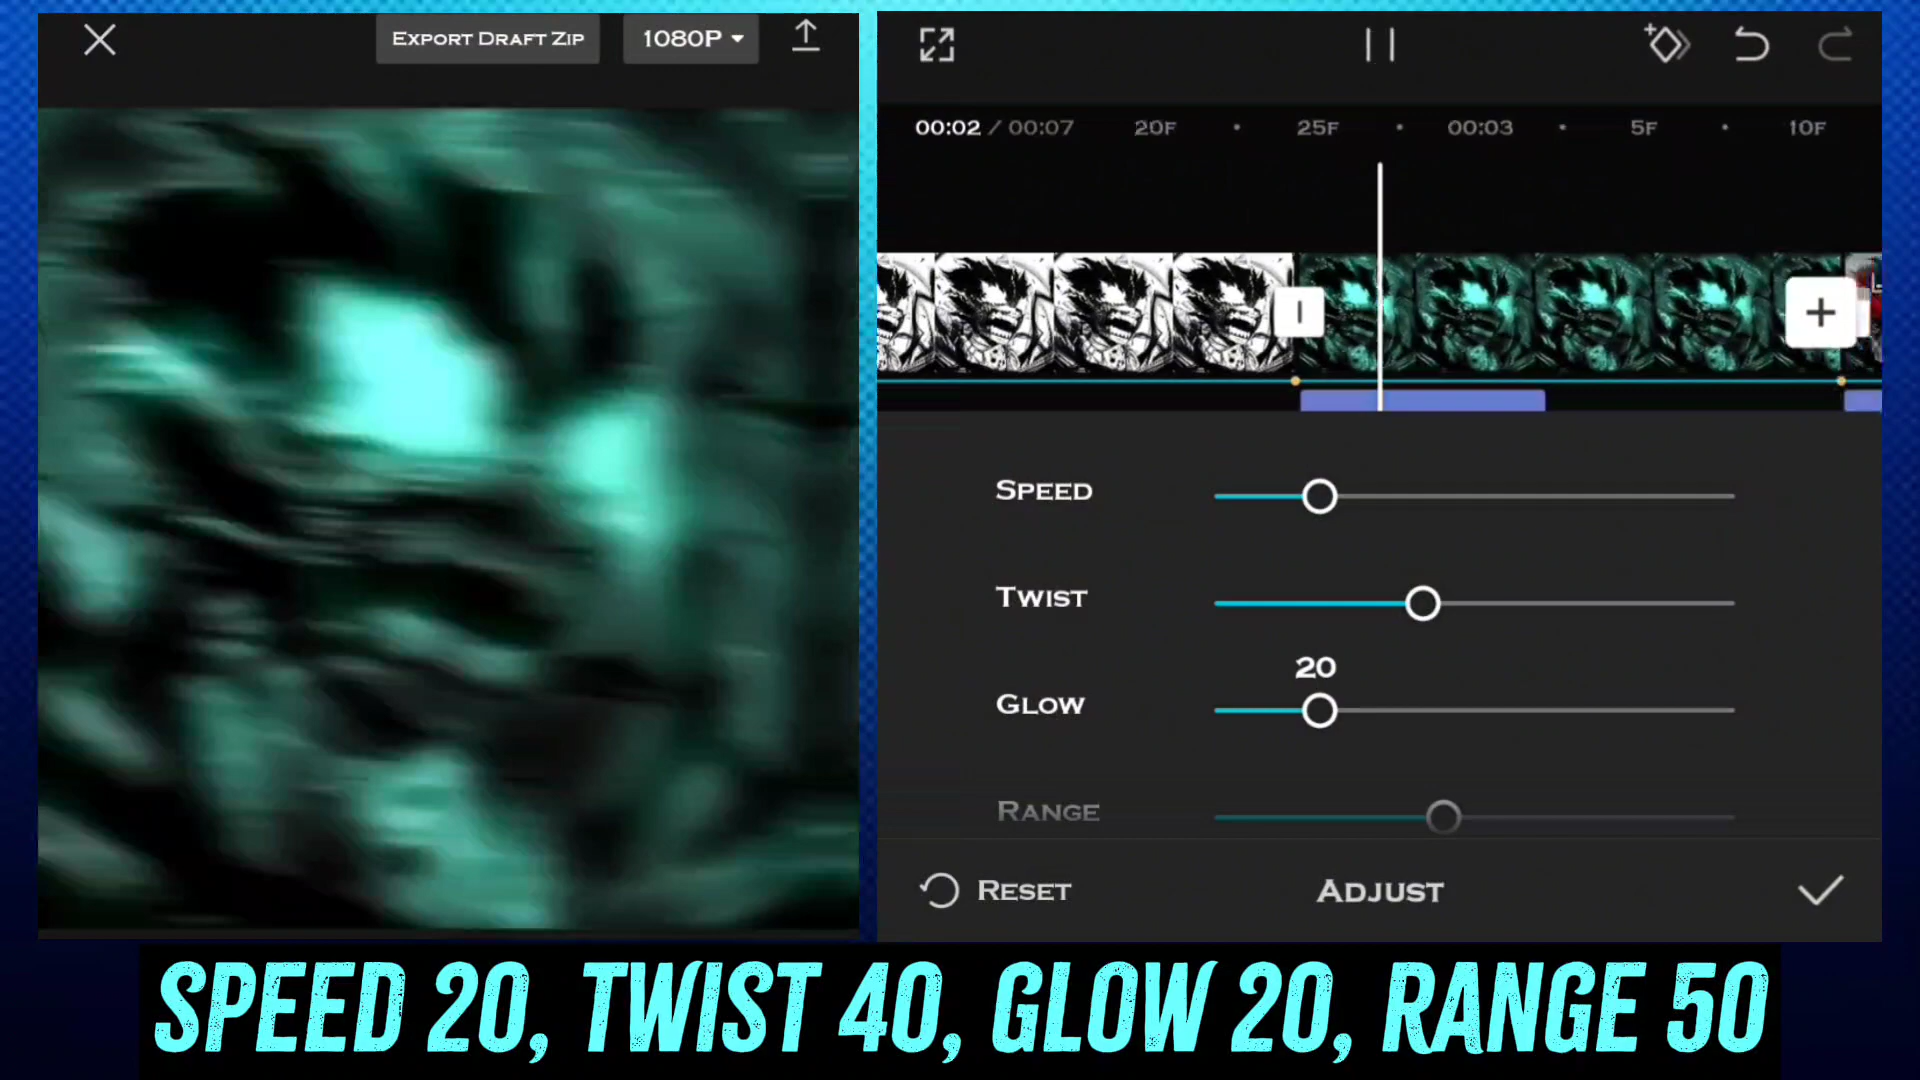 EXPORT DRAFT ZIP
1080P
00:02 / 00:07
20F
25F
00:03
5F
10F
SPEED
TWIST
20
GLOW
RANGE
RESET
ADJUST
SPEED 20, TWIST 40, GLOW 20, RANGE 50